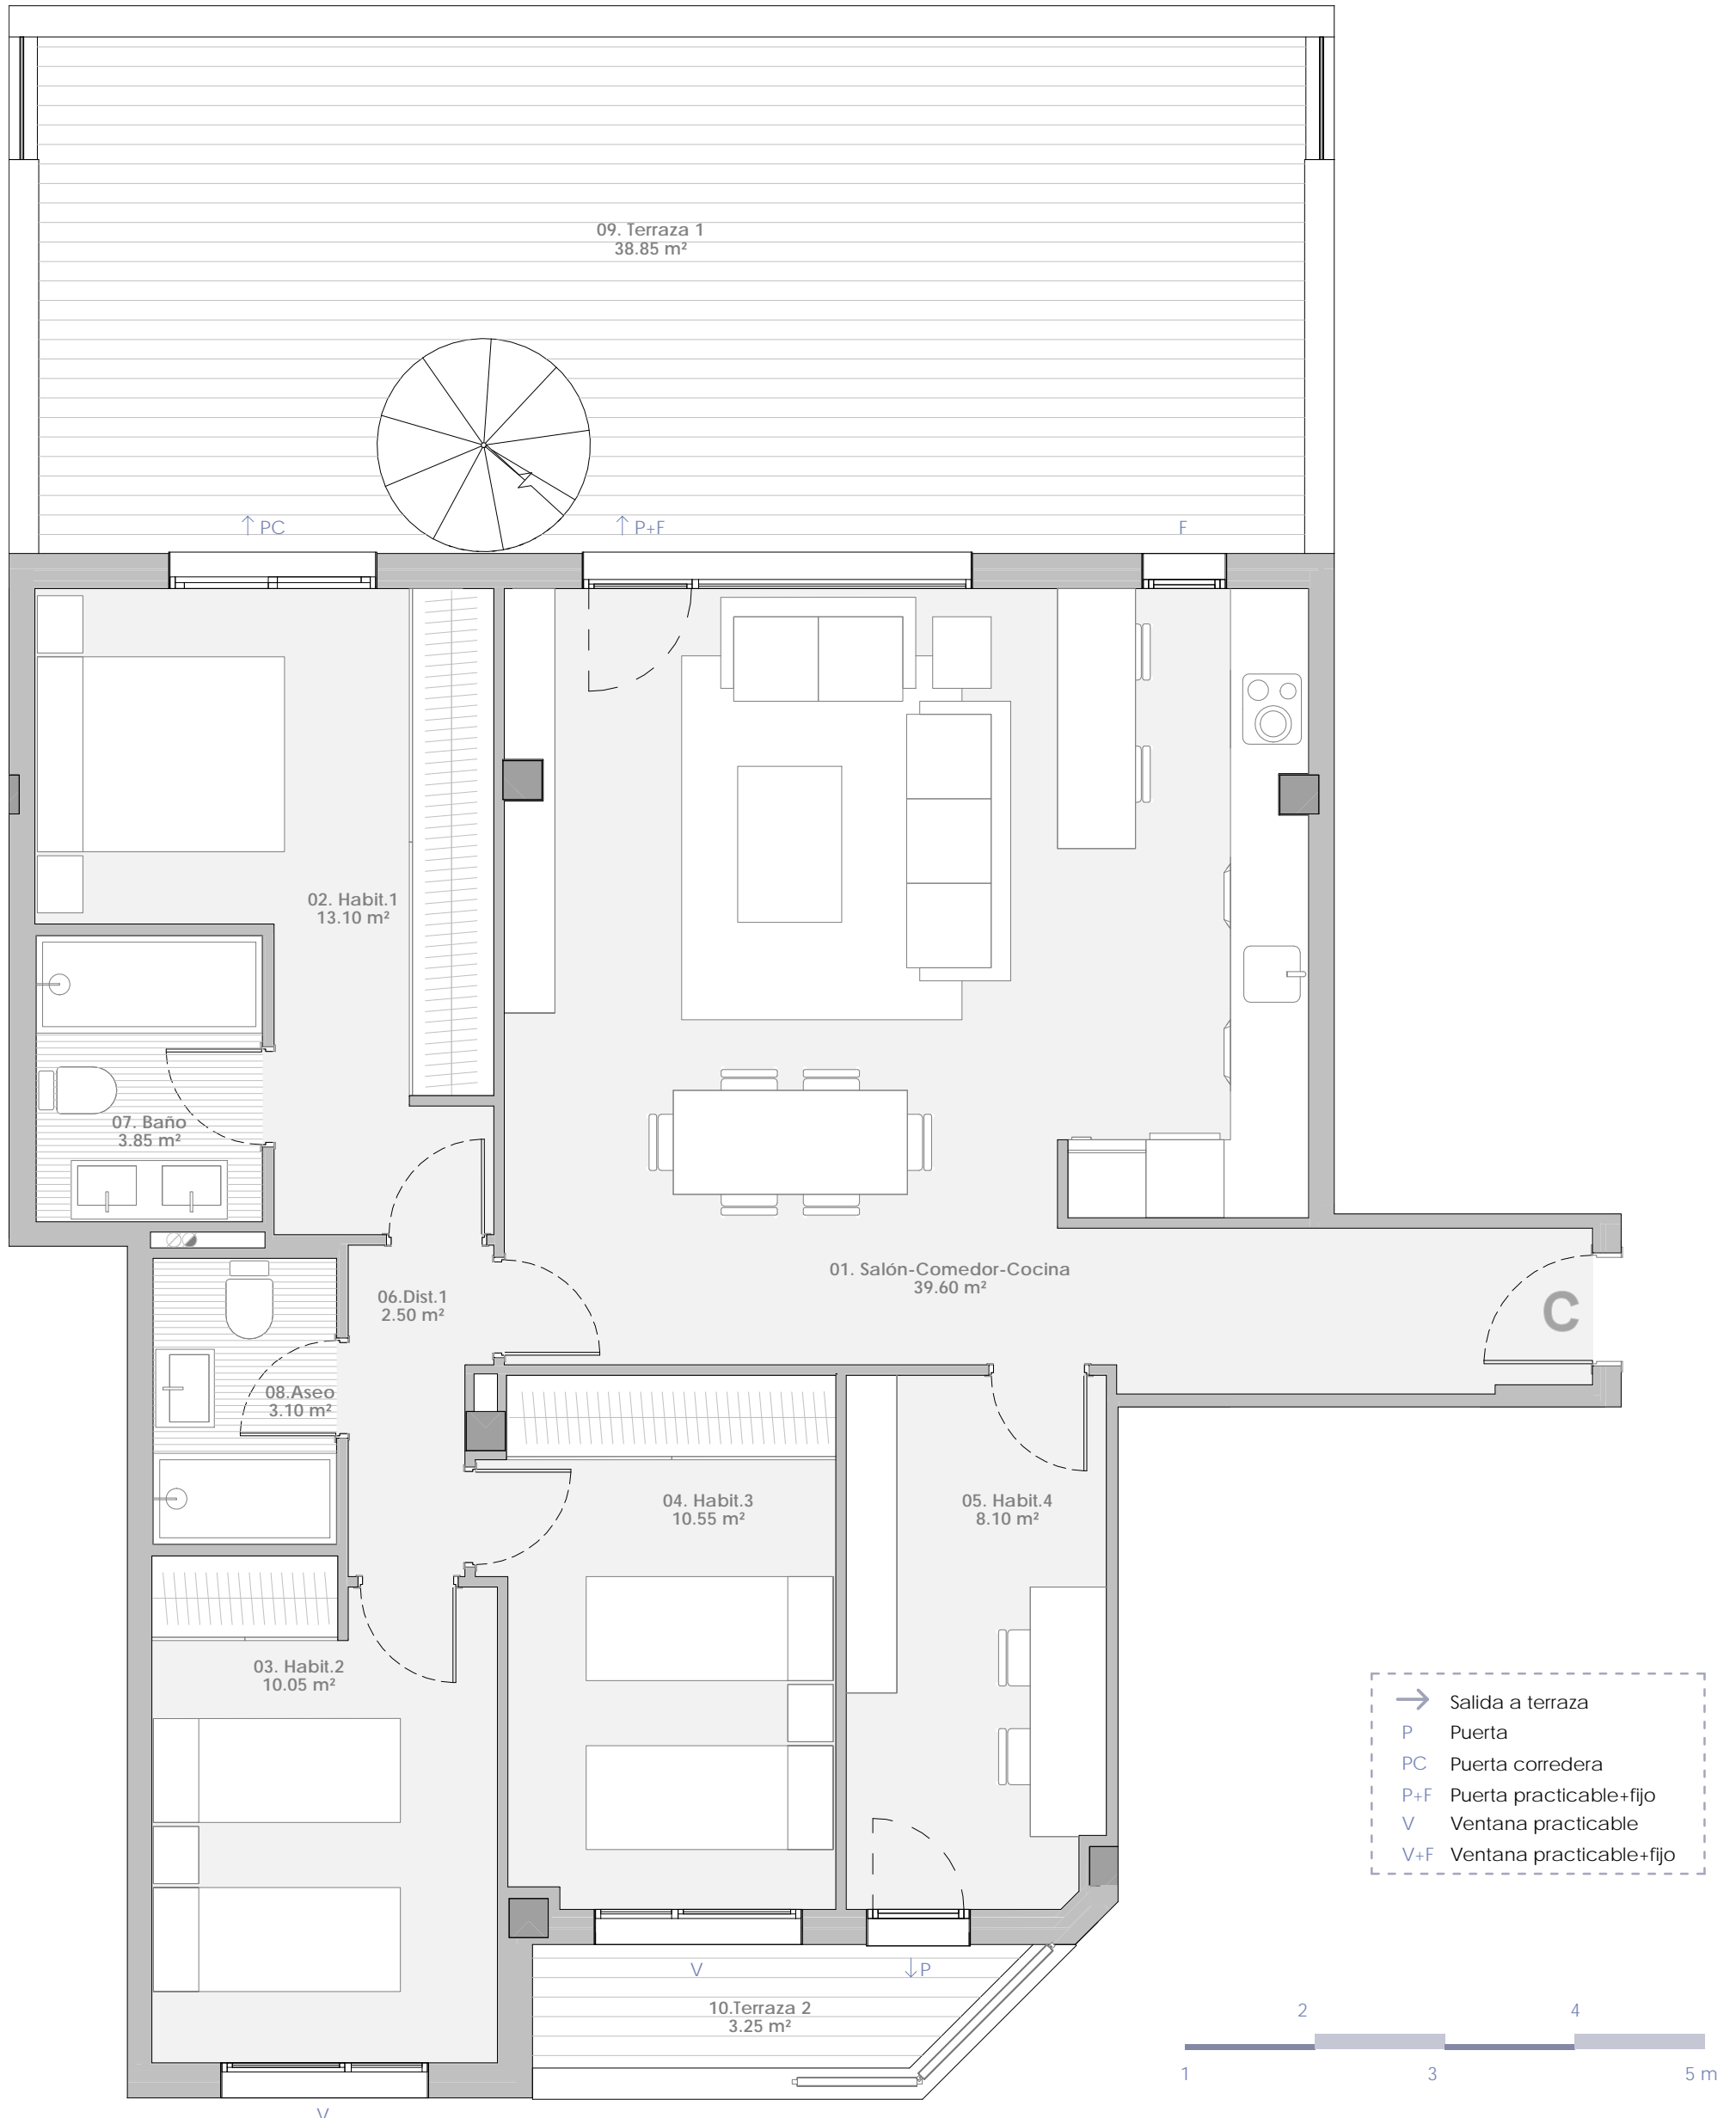 09. Terraza 1
38.85 m²
PC
P+F
F
02. Habit.1
13.10 m²
07. Baño
3.85 m²
01. Salón-Comedor-Cocina
39.60 m²
06.Dist.1
2.50 m²
C
08.Aseo
3.10 m²
04. Habit.3
10.55 m²
05. Habit.4
8.10 m²
03. Habit.2
10.05 m²
Salida a terraza
P Puerta
PC Puerta corredera
P+F Puerta practicable+fijo
V Ventana practicable
V+F Ventana practicable+fijo
V
P
10.Terraza 2
3.25 m²
2 4
1 3 5 m
V